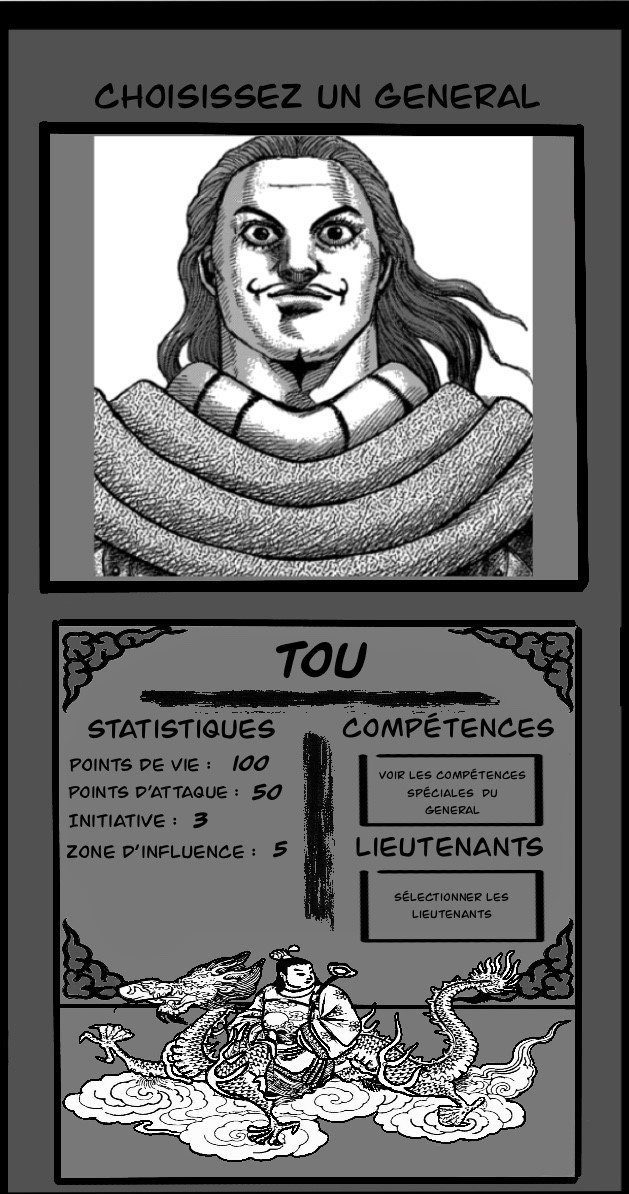 CHOISISSEZ UN GENERAL
TOU
STATISTIQUES
POINTS DE VIE : 100
POINTS D'ATTAQUE : 50
INITIATIVE : 3
ZONE D'INFLUENCE : 5
COMPÉTENCES
VOIR LES COMPÉTENCES
SPÉCIALES DU
GENERAL
LIEUTENANTS
SÉLECTIONNER LES
LIEUTENANTS